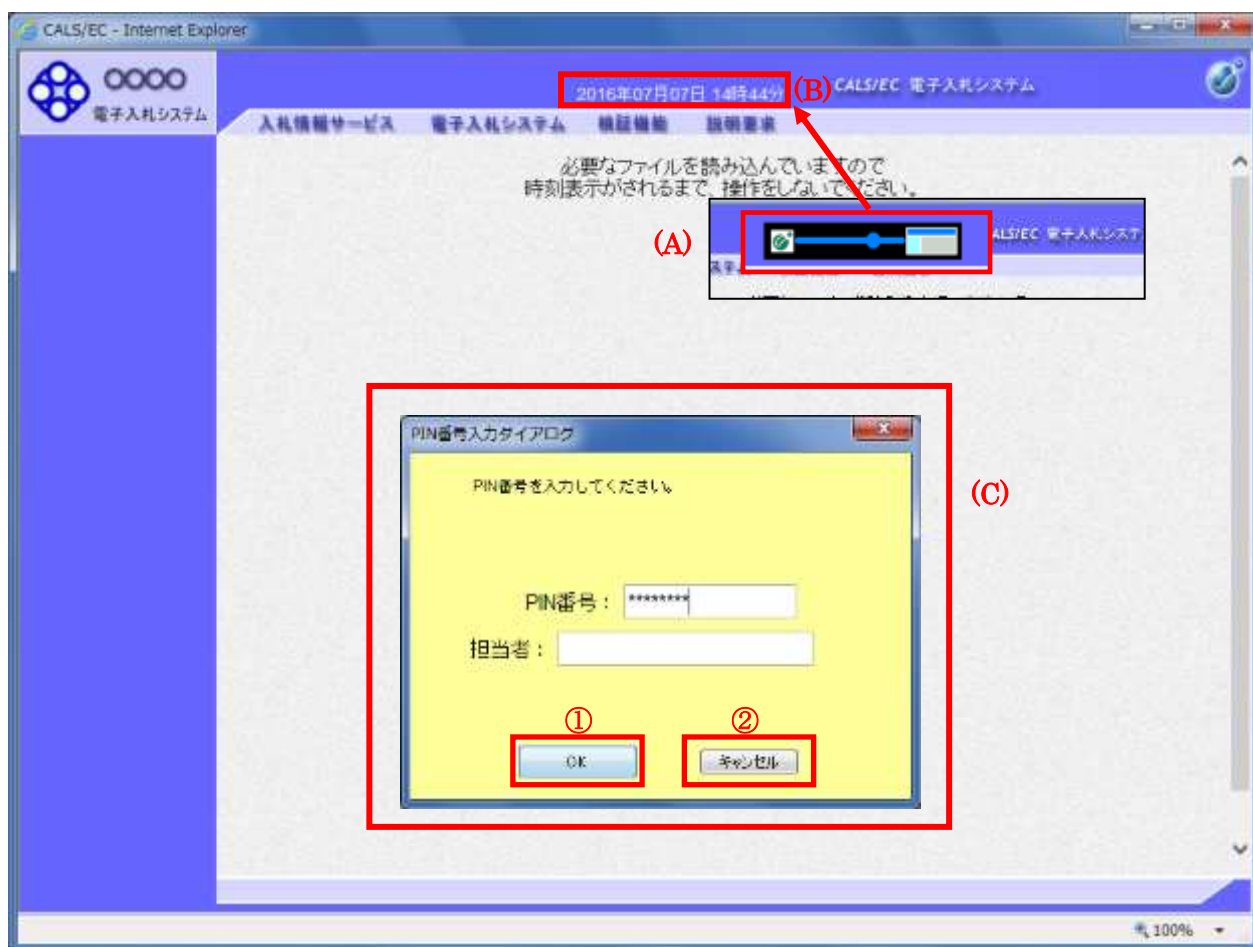 CALS/EC - Internet Explorer
OOOO
電子入札システム
2016年07月07日 14時44分
(B)
CALS/EC 電子入札システム
入札情報サービス 電子入札システム 検証機能 説明要求
必要なファイルを読み込んでいますので
時刻表示がされるまで、操作をしないでください。
(A)
ALS/EC 電子入札システ
(C)
PIN番号入力ダイアログ
PIN番号を入力してください。
PIN番号： ********
担当者：
① ②
OK キャンセル
100%